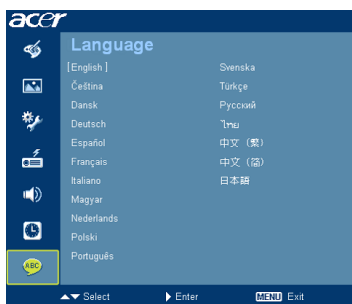 acer
Language
[English]
Čeština
Dansk
Deutsch
Español
Français
Italiano
Magyar
Nederlands
Polski
Português
Svenska
Türkçe
Русский
ไทย
中文 (繁)
中文 (简)
日本語
ABC
▲▼ Select
▶ Enter
MENU Exit